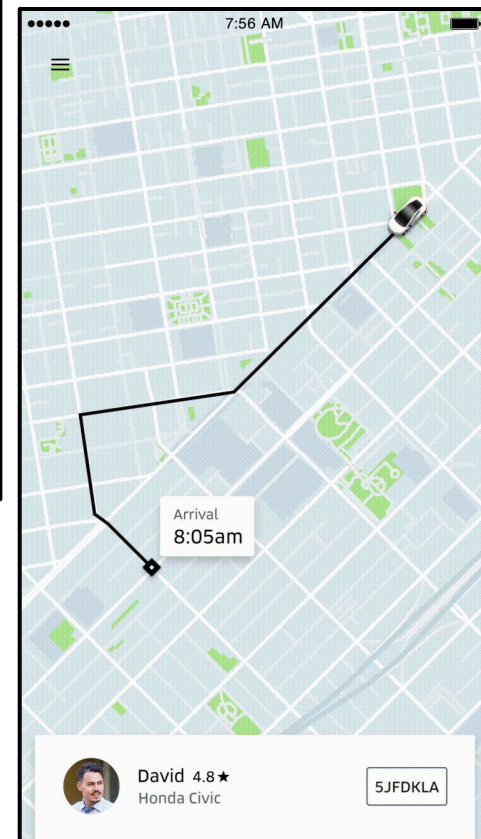 7:56 AM
Arrival
8:05am
David 4.8★
Honda Civic
5JFDKLA